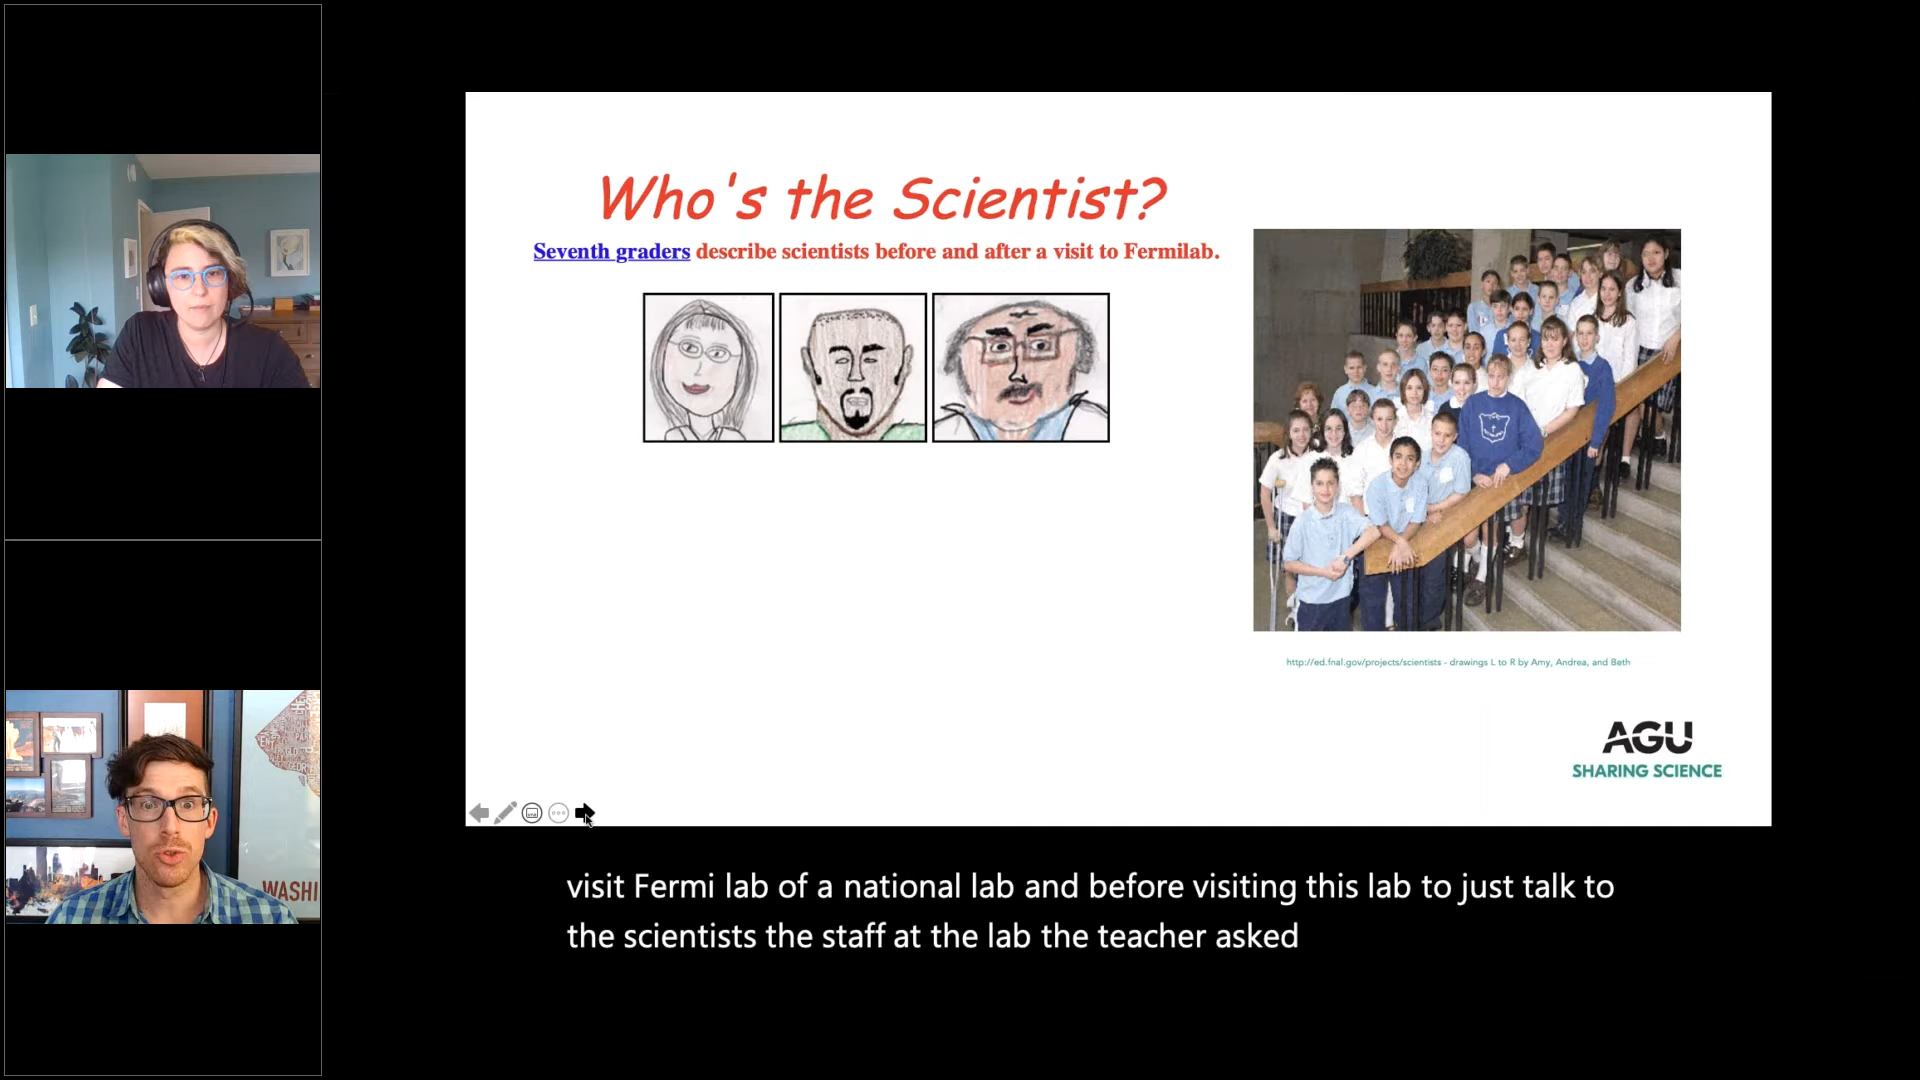 Who's the Scientist?
Seventh graders describe scientists before and after a visit to Fermilab.
http://ed.fnal.gov/projects/scientists - drawings L to R by Amy, Andrea, and Beth
AGU
SHARING SCIENCE
WASHI
visit Fermi lab of a national lab and before visiting this lab to just talk to
the scientists the staff at the lab the teacher asked